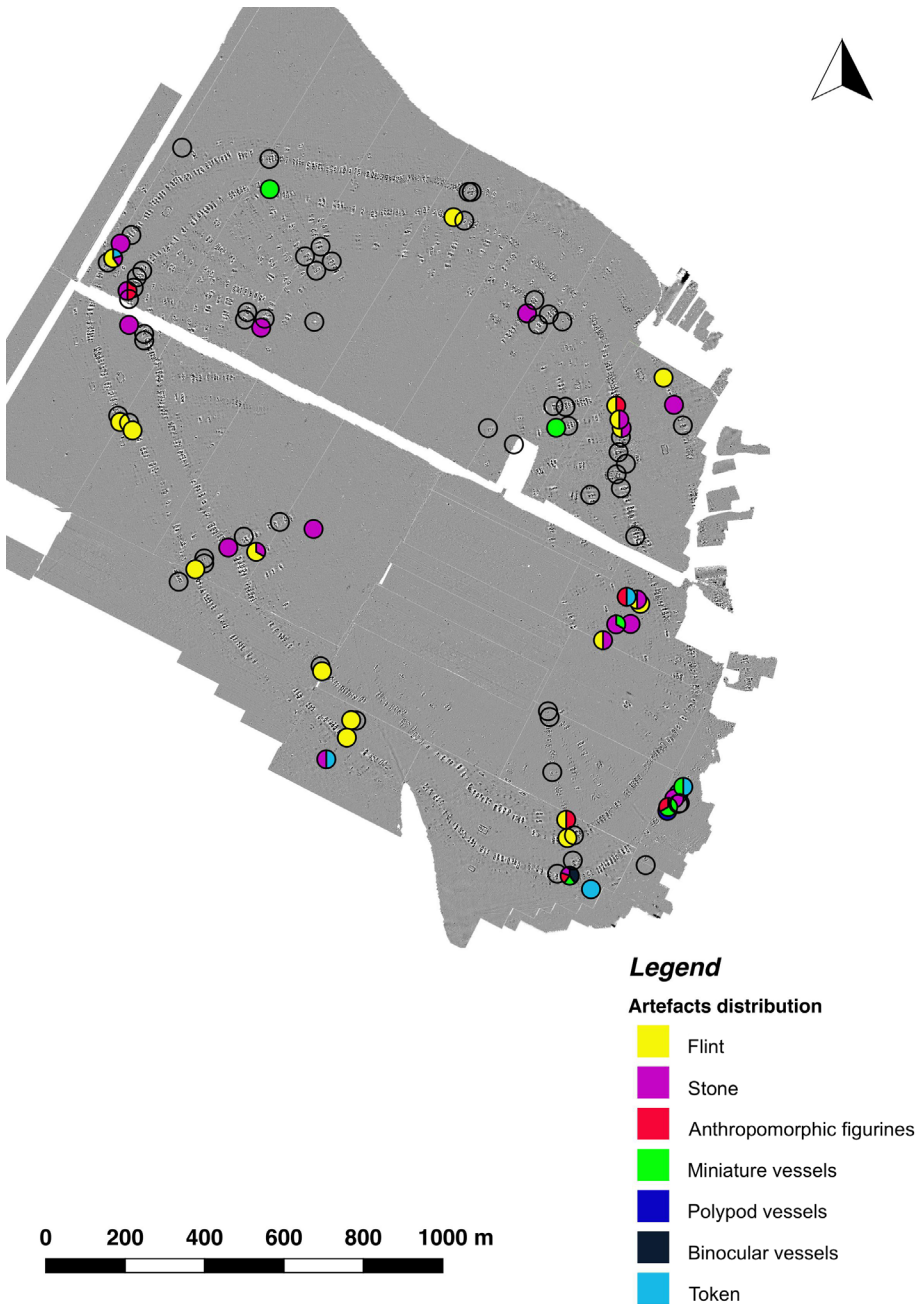 Legend
Artefacts distribution
Flint
Stone
Anthropomorphic figurines
Miniature vessels
Polypod vessels
Binocular vessels
Token
0 200 400 600 800 1000 m